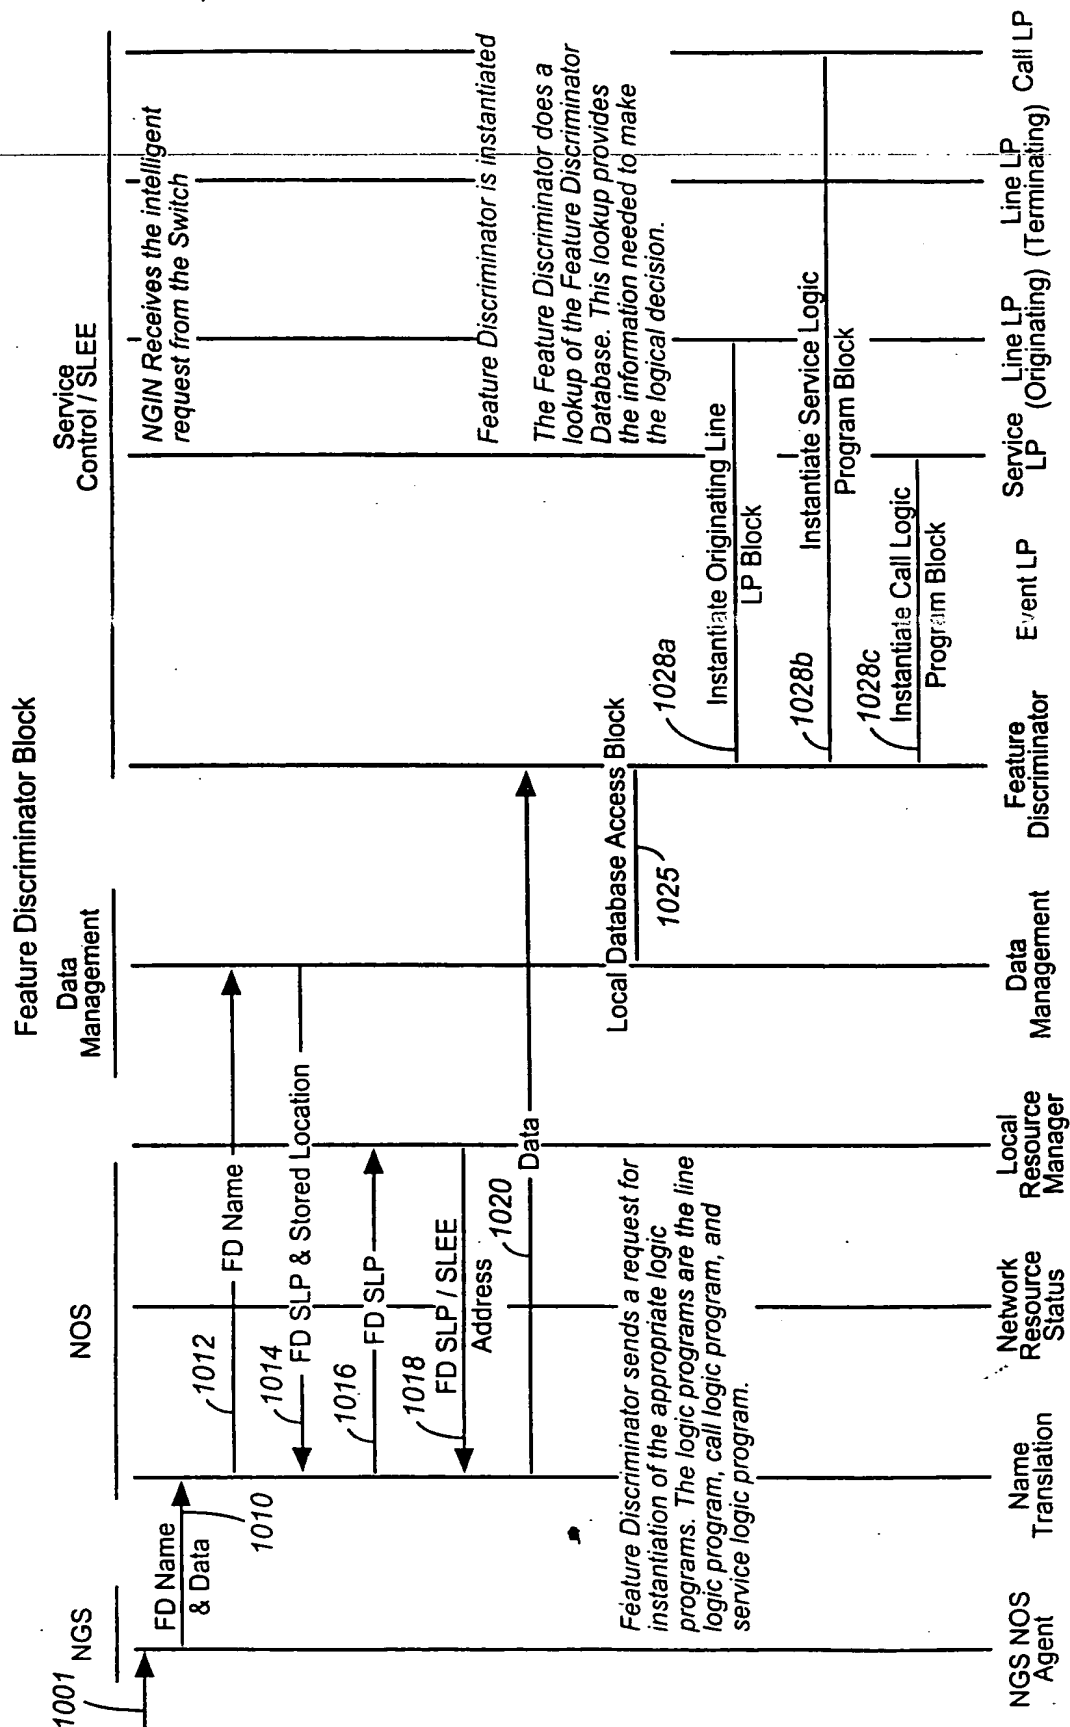 Feature Discriminator Block
NGS
NOS
Data
Management
Service
Control / SLEE
1001
FD Name
& Data
1010
1012
FD Name
1014
FD SLP & Stored Location
1016
FD SLP
1018
FD SLP / SLEE
Address
1020
Data
NGIN Receives the intelligent
request from the Switch
Feature Discriminator is instantiated
The Feature Discriminator does a
lookup of the Feature Discriminator
Database. This lookup provides
the information needed to make
the logical decision.
Local Database Access Block
1025
Feature Discriminator sends a request for
instantiation of the appropriate logic
programs. The logic programs are the line
logic program, call logic program, and
service logic program.
1028a
Instantiate Originating Line
LP Block
1028b
Instantiate Service Logic
Program Block
1028c
Instantiate Call Logic
Program Block
NGS NOS
Agent
Name
Translation
Network
Resource
Status
Local
Resource
Manager
Data
Management
Feature
Discriminator
Event LP
Service
LP
Line LP
(Originating)
Line LP
(Terminating)
Call LP